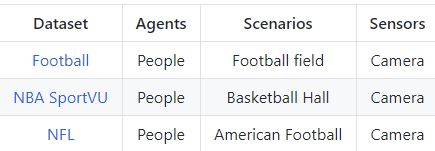 Dataset Agents Scenarios Sensors
Football People Football field Camera
NBA SportVU People Basketball Hall Camera
NFL People American Football Camera